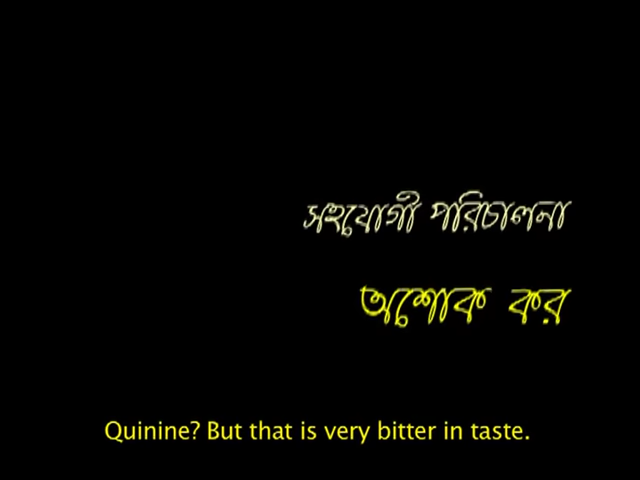 সহযোগী পরিচালনা
অশোক কর
Quinine? But that is very bitter in taste.